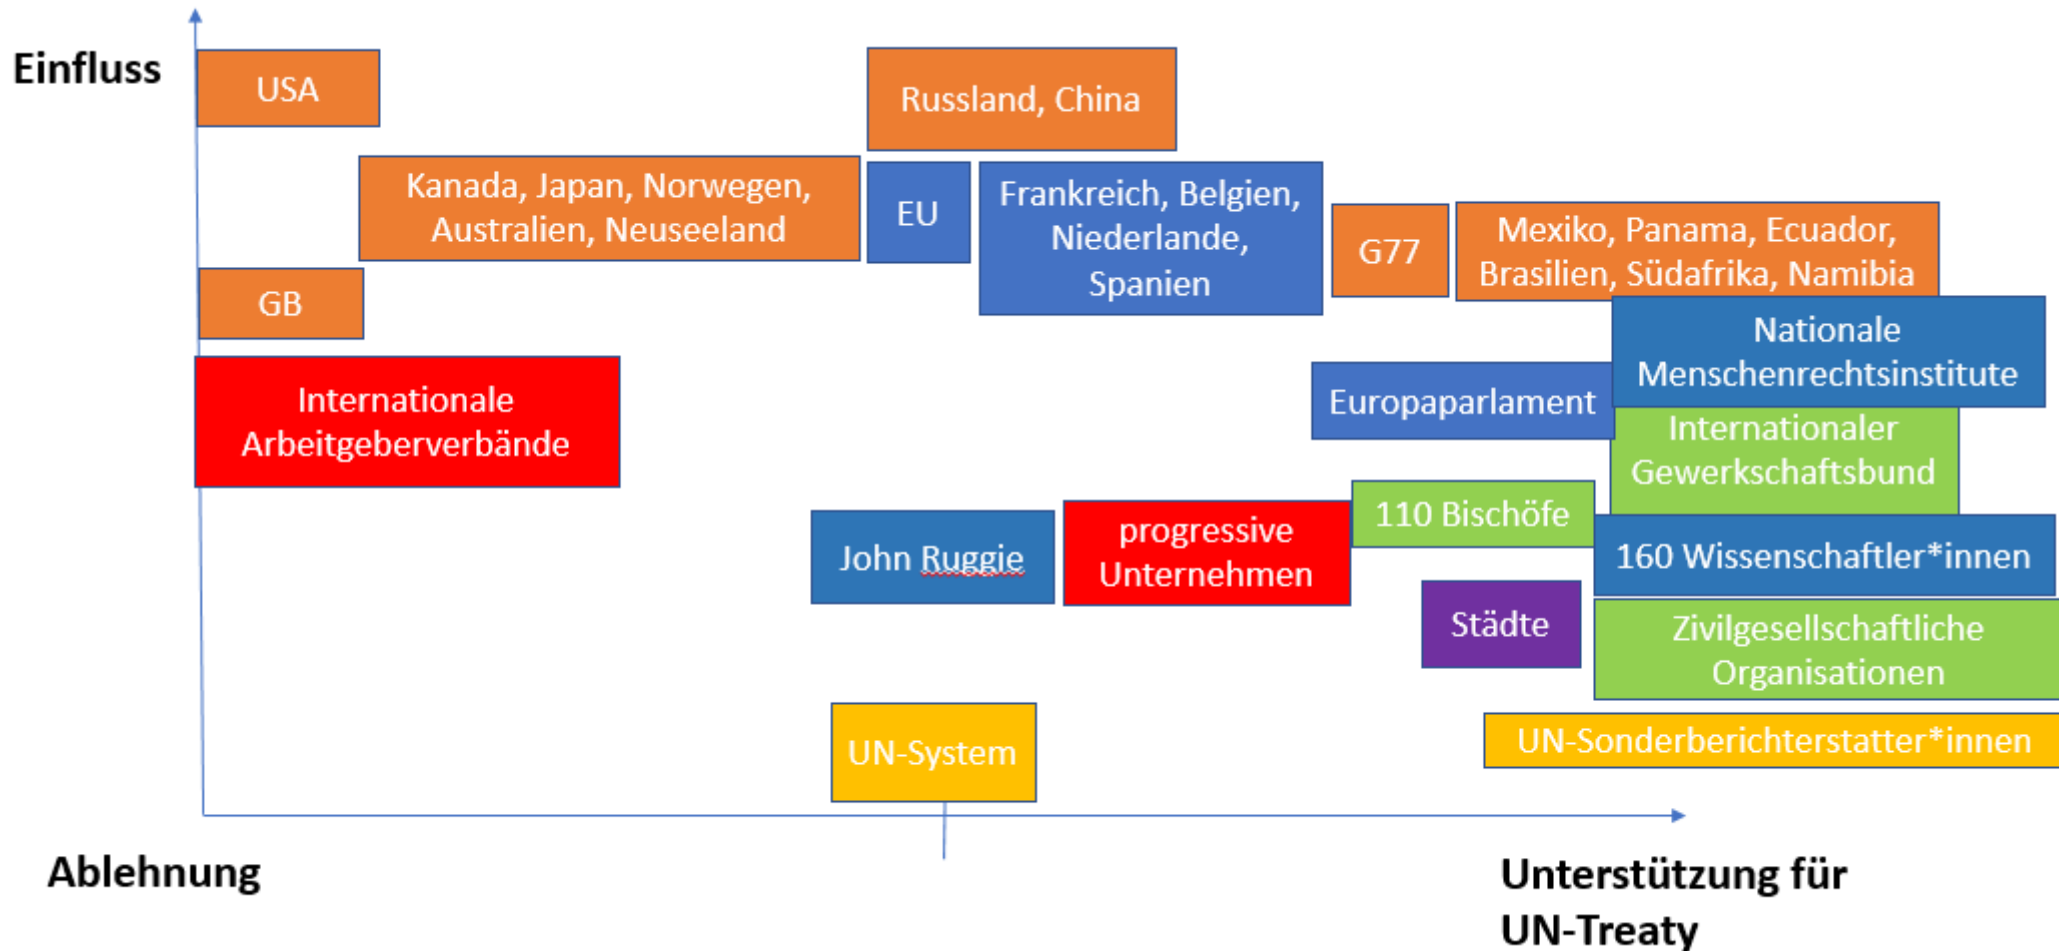 Einfluss
USA
Russland, China
Kanada, Japan, Norwegen,
Australien, Neuseeland
EU
Frankreich, Belgien,
Niederlande,
Spanien
G77
Mexiko, Panama, Ecuador,
Brasilien, Südafrika, Namibia
GB
Nationale
Menschenrechtsinstitute
Internationale
Arbeitgeberverbände
Europaparlament
Internationaler
Gewerkschaftsbund
John Ruggie
progressive
Unternehmen
110 Bischöfe
160 Wissenschaftler*innen
Städte
Zivilgesellschaftliche
Organisationen
UN-System
UN-Sonderberichterstatter*innen
Ablehnung
Unterstützung für
UN-Treaty